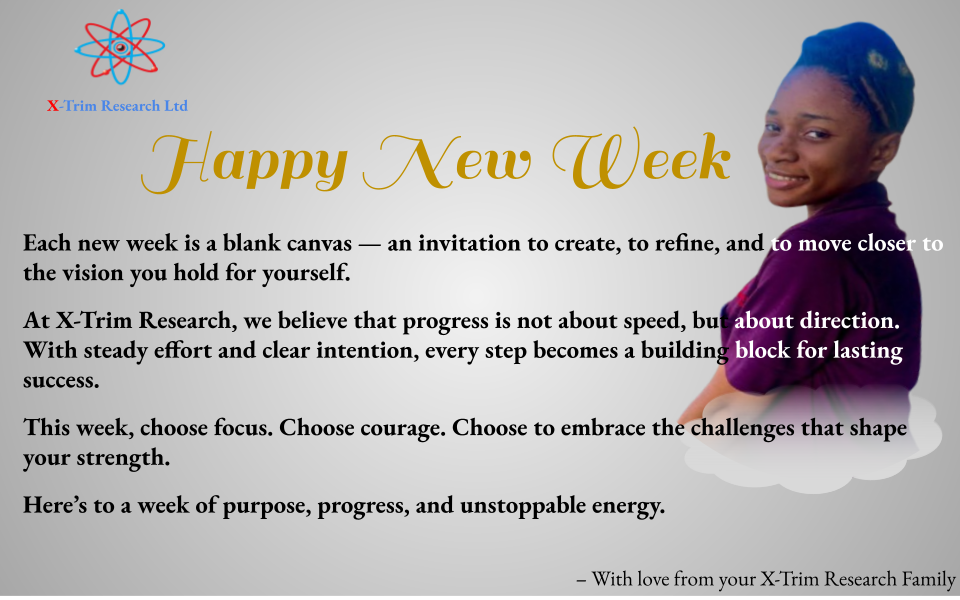 X-Trim Research Ltd
Happy New Week
Each new week is a blank canvas — an invitation to create, to refine, and to move closer to
the vision you hold for yourself.
At X-Trim Research, we believe that progress is not about speed, but about direction.
With steady effort and clear intention, every step becomes a building block for lasting
success.
This week, choose focus. Choose courage. Choose to embrace the challenges that shape
your strength.
Here’s to a week of purpose, progress, and unstoppable energy.
– With love from your X-Trim Research Family